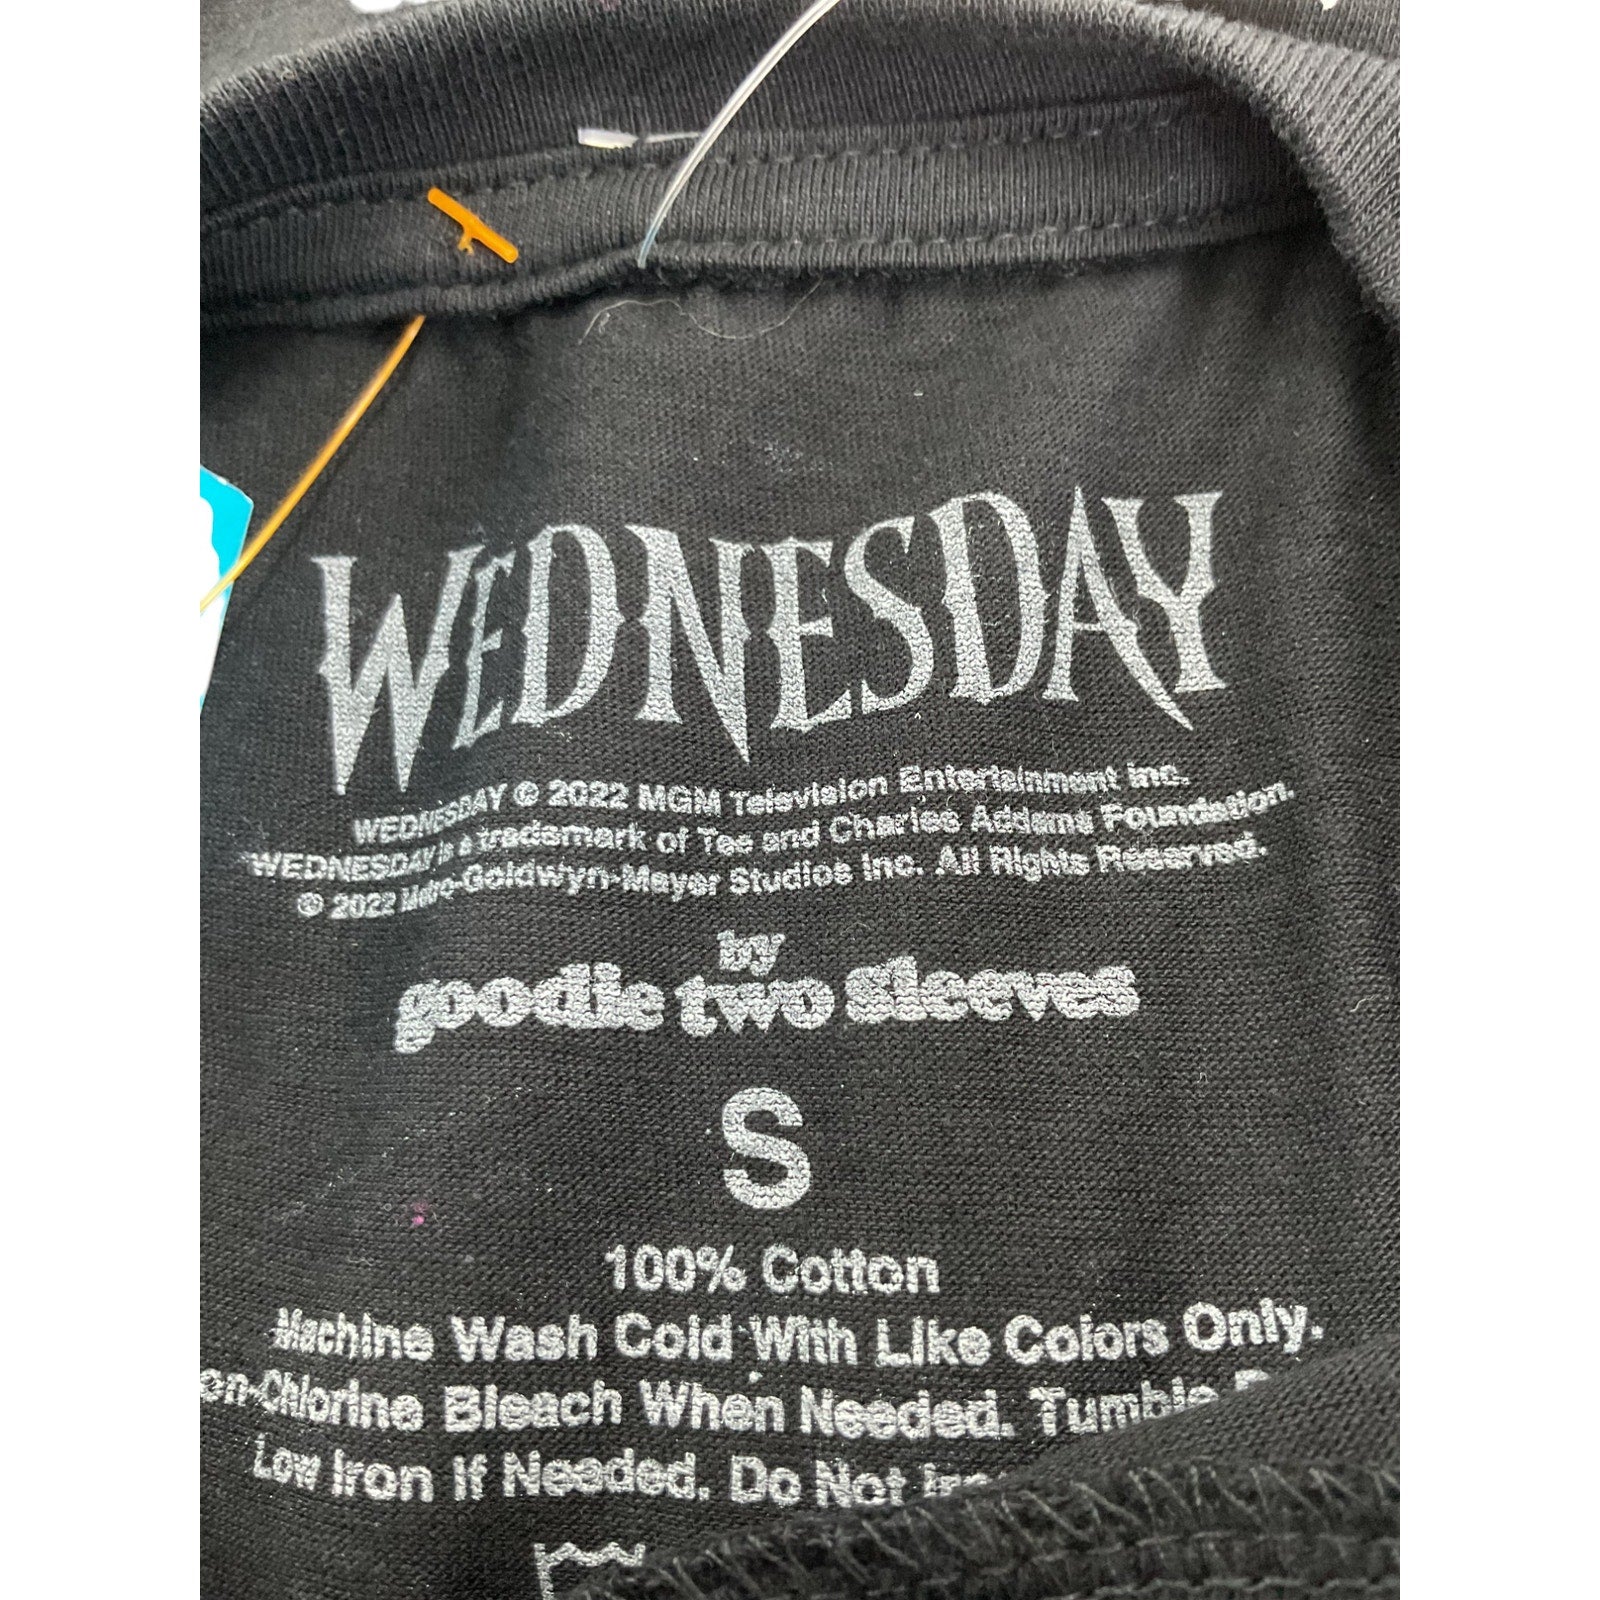 WEDNESDAY
WEDNESDAY © 2022 MGM Television Entertainment Inc.
WEDNESDAY is a trademark of Tee and Charles Addams Foundation.
© 2022 Metro-Goldwyn-Mayer Studios Inc. All Rights Reserved.
by
goodie two sleeves
S
100% Cotton
Machine Wash Cold With Like Colors Only.
on-Chlorine Bleach When Needed. Tumble
Low Iron If Needed. Do Not